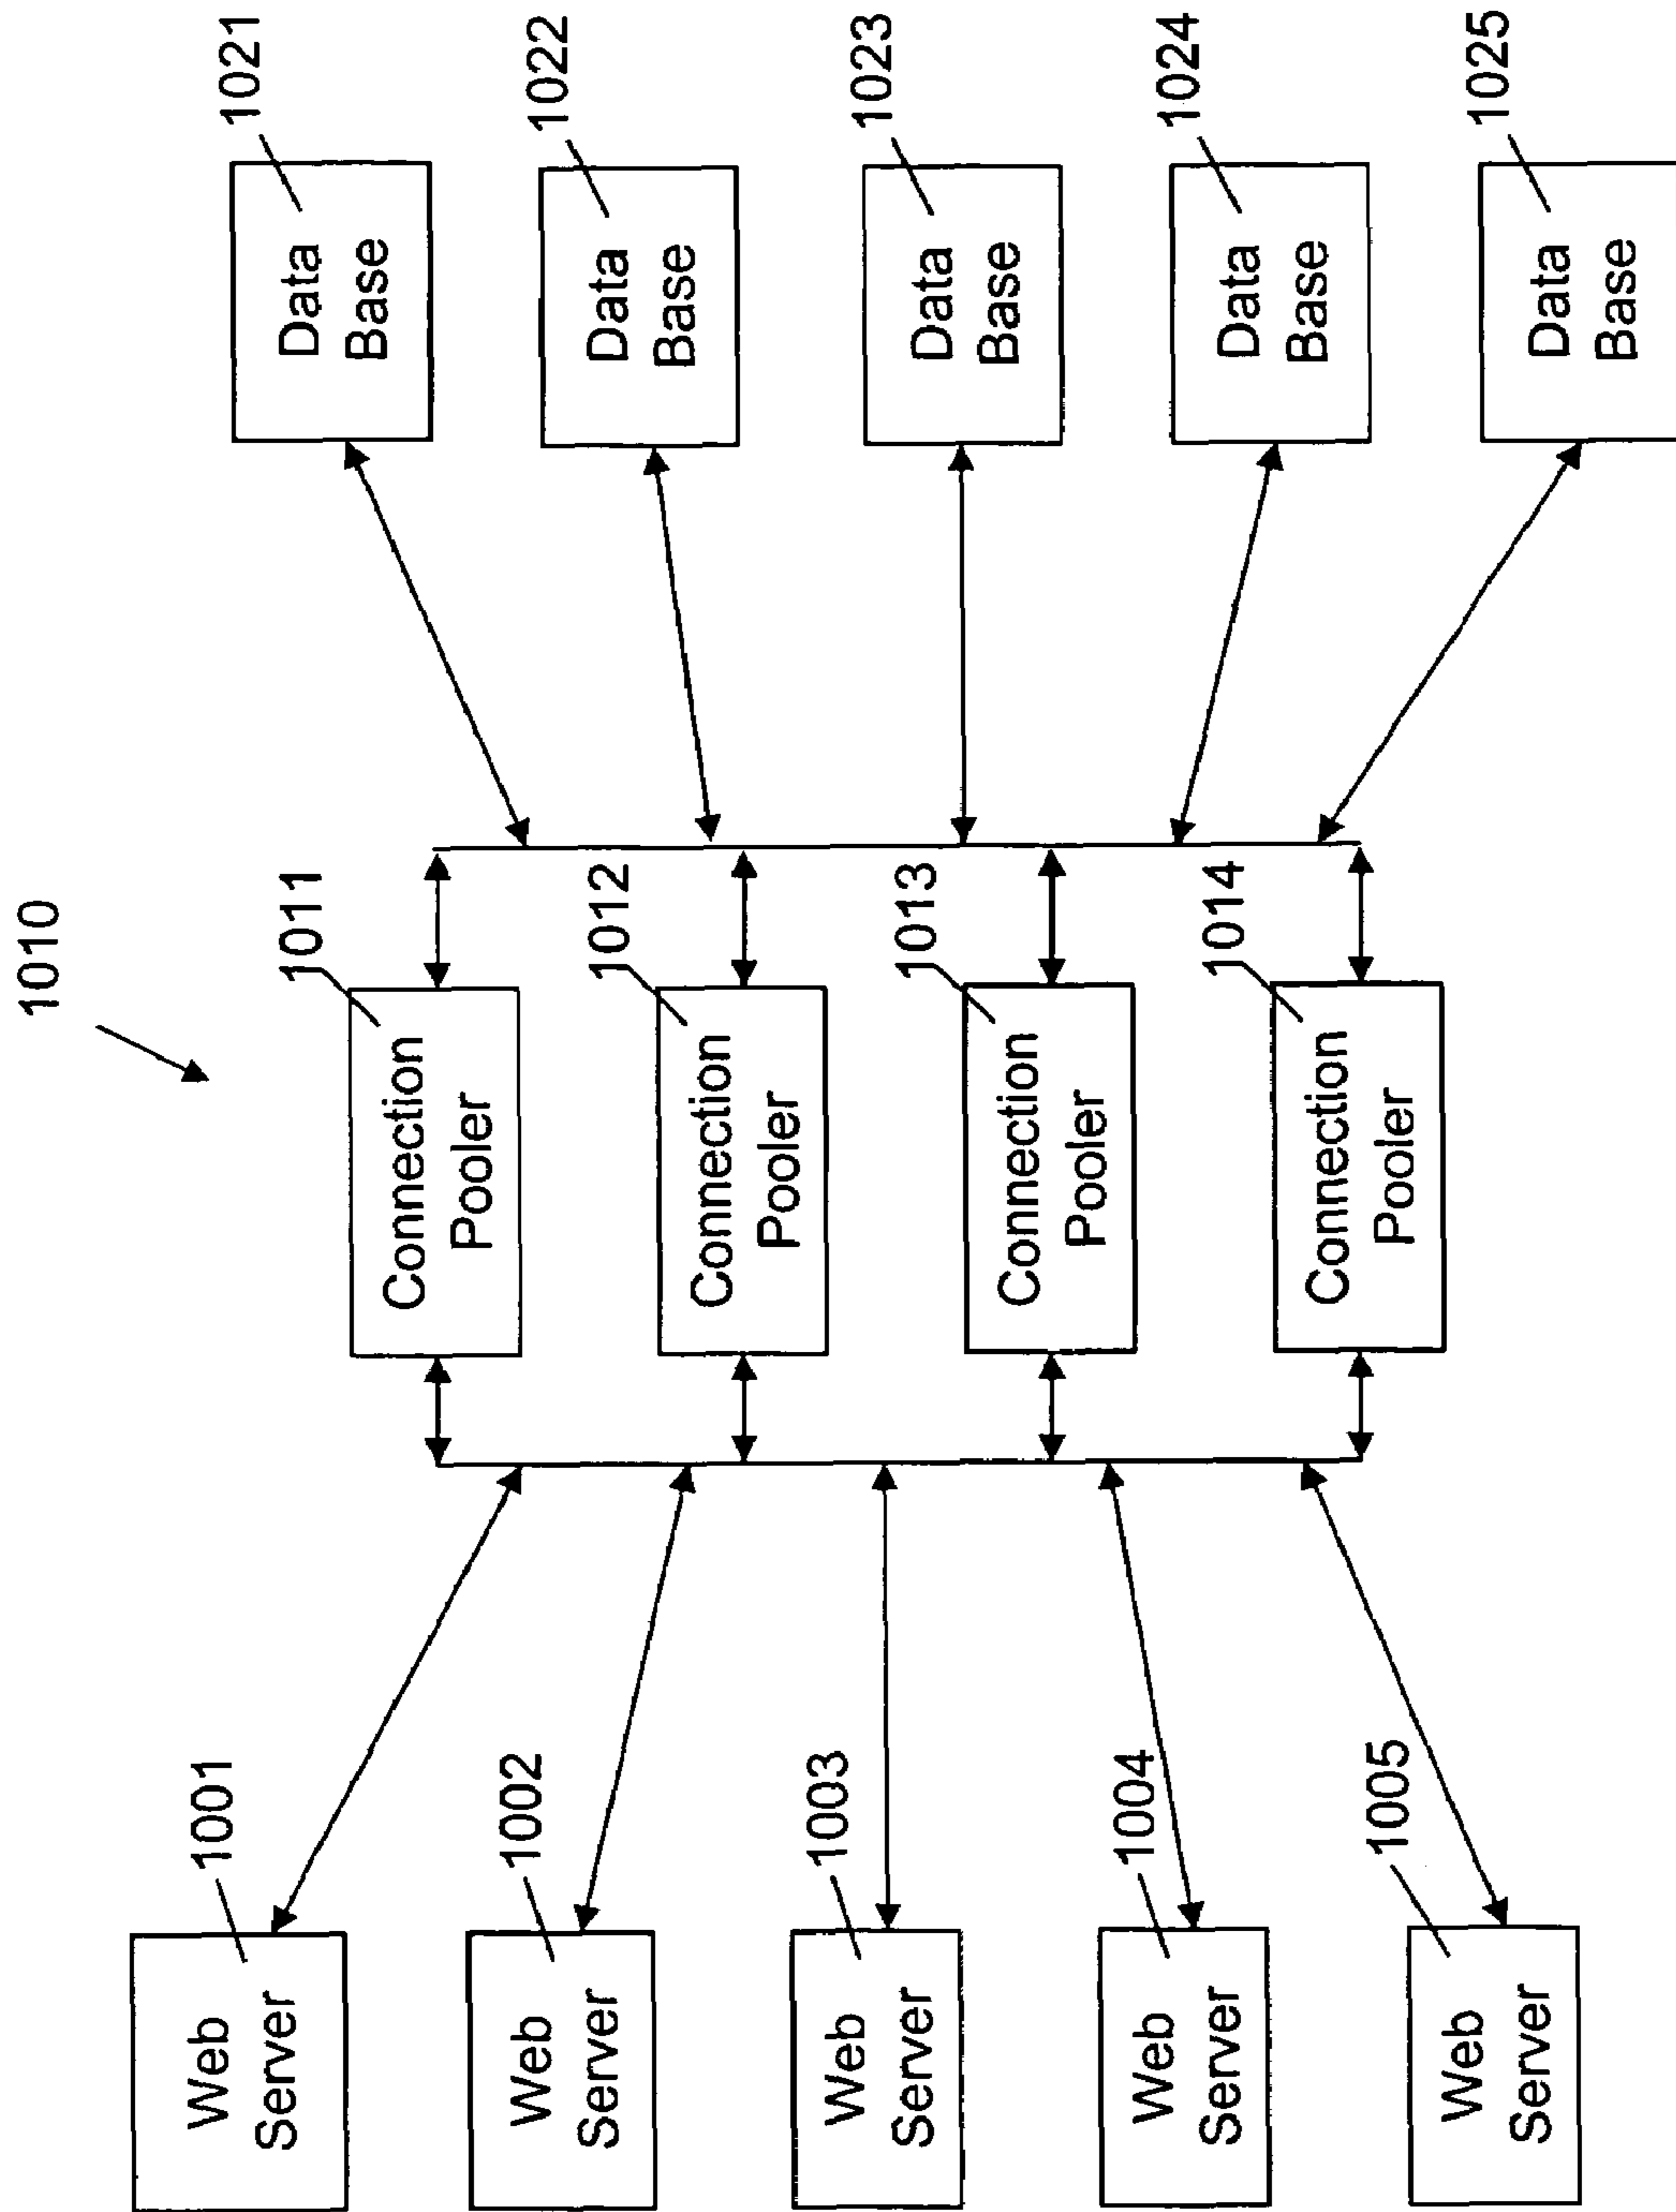 1010
1001
Web
Server
1002
Web
Server
1003
Web
Server
1004
Web
Server
1005
Web
Server
1011
Connection
Pooler
1012
Connection
Pooler
1013
Connection
Pooler
1014
Connection
Pooler
1021
Data
Base
1022
Data
Base
1023
Data
Base
1024
Data
Base
1025
Data
Base